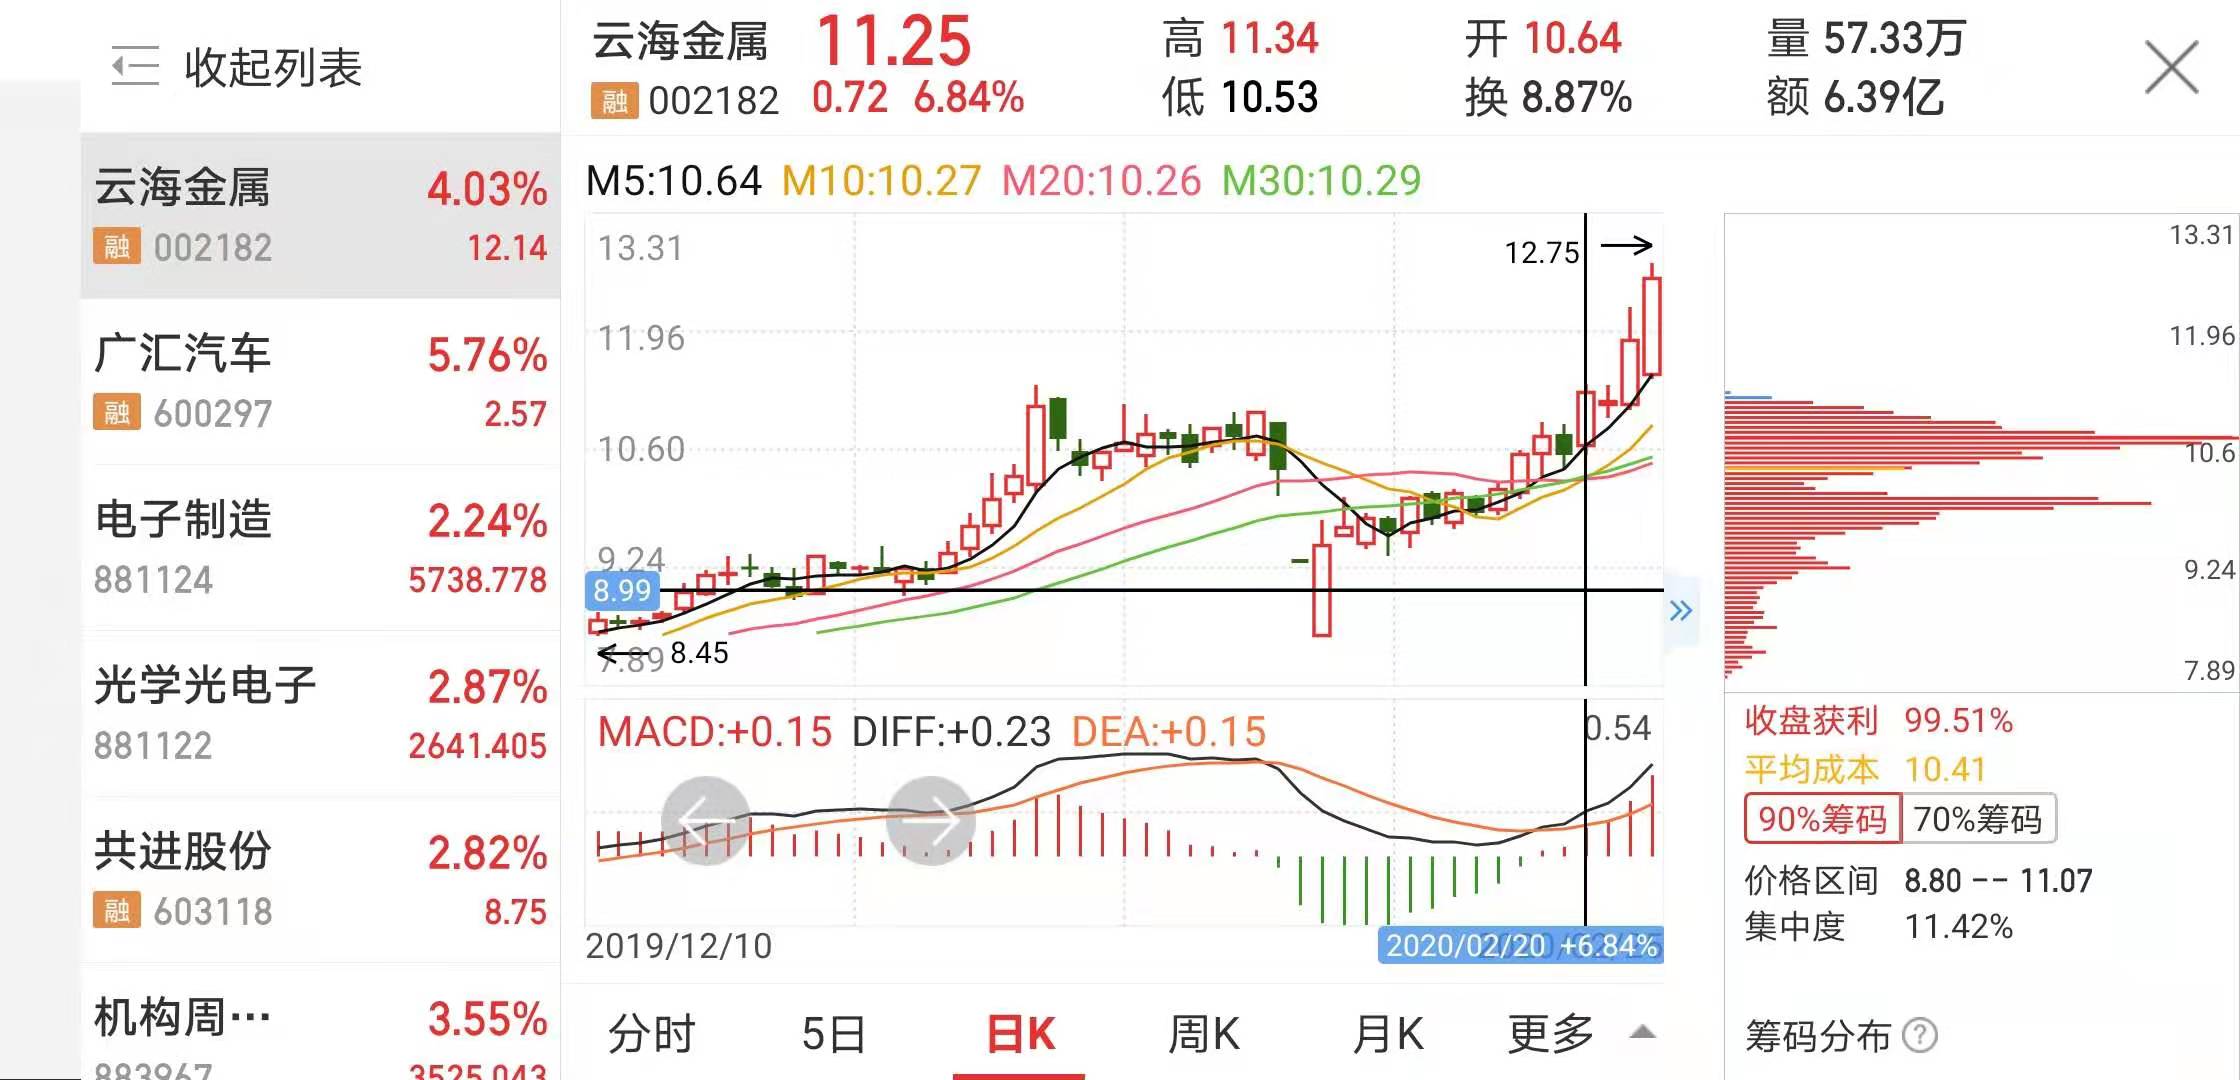 收起列表
云海金属 4.03%
融 002182 12.14
广汇汽车 5.76%
融 600297 2.57
电子制造 2.24%
881124 5738.778
光学光电子 2.87%
881122 2641.405
共进股份 2.82%
融 603118 8.75
机构周… 3.55%
883967 3525.043
云海金属 11.25 高 11.34 开 10.64 量 57.33万
融 002182 0.72 6.84% 低 10.53 换 8.87% 额 6.39亿
M5:10.64 M10:10.27 M20:10.26 M30:10.29
13.31
12.75
11.96
10.60
9.24
8.99
8.45
7.89
MACD:+0.15 DIFF:+0.23 DEA:+0.15 0.54
2019/12/10 2020/02/20 +6.84%
分时 5日 日K 周K 月K 更多
13.31
11.96
10.6
9.24
7.89
收盘获利 99.51%
平均成本 10.41
90%筹码 70%筹码
价格区间 8.80 -- 11.07
集中度 11.42%
筹码分布 ?